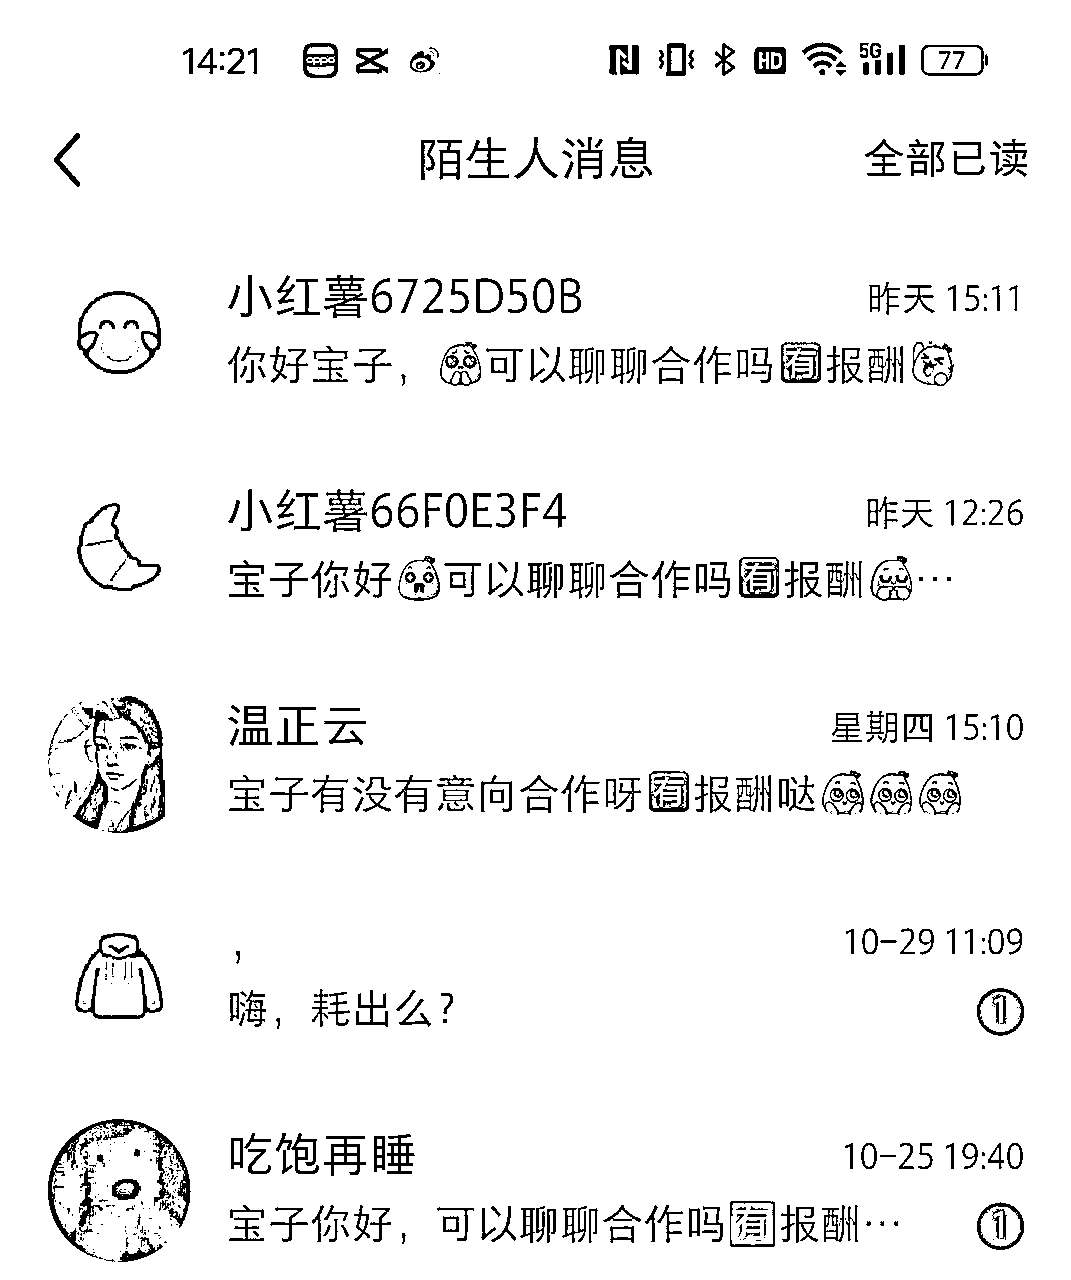 14:21 HD 5G 77
陌生人消息 全部已读
小红薯6725D50B 昨天 15:11
你好宝子，可以聊聊合作吗🈶报酬
小红薯66F0E3F4 昨天 12:26
宝子你好可以聊聊合作吗🈶报酬…
温正云 星期四 15:10
宝子有没有意向合作呀🈶报酬哒
， 10-29 11:09
嗨，耗出么? 1
吃饱再睡 10-25 19:40
宝子你好，可以聊聊合作吗🈶报酬… 1